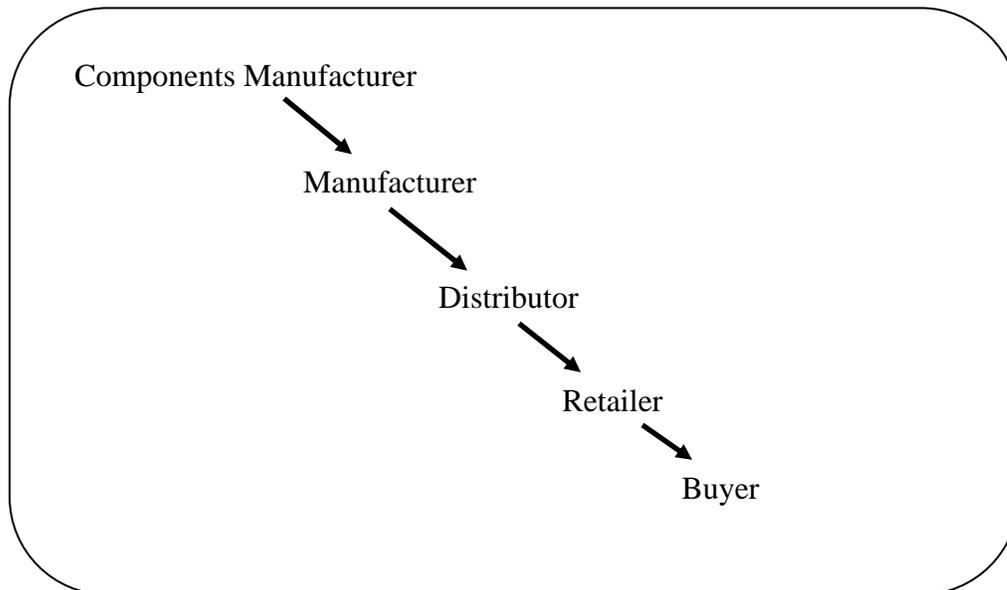 Components Manufacturer
Manufacturer
Distributor
Retailer
Buyer